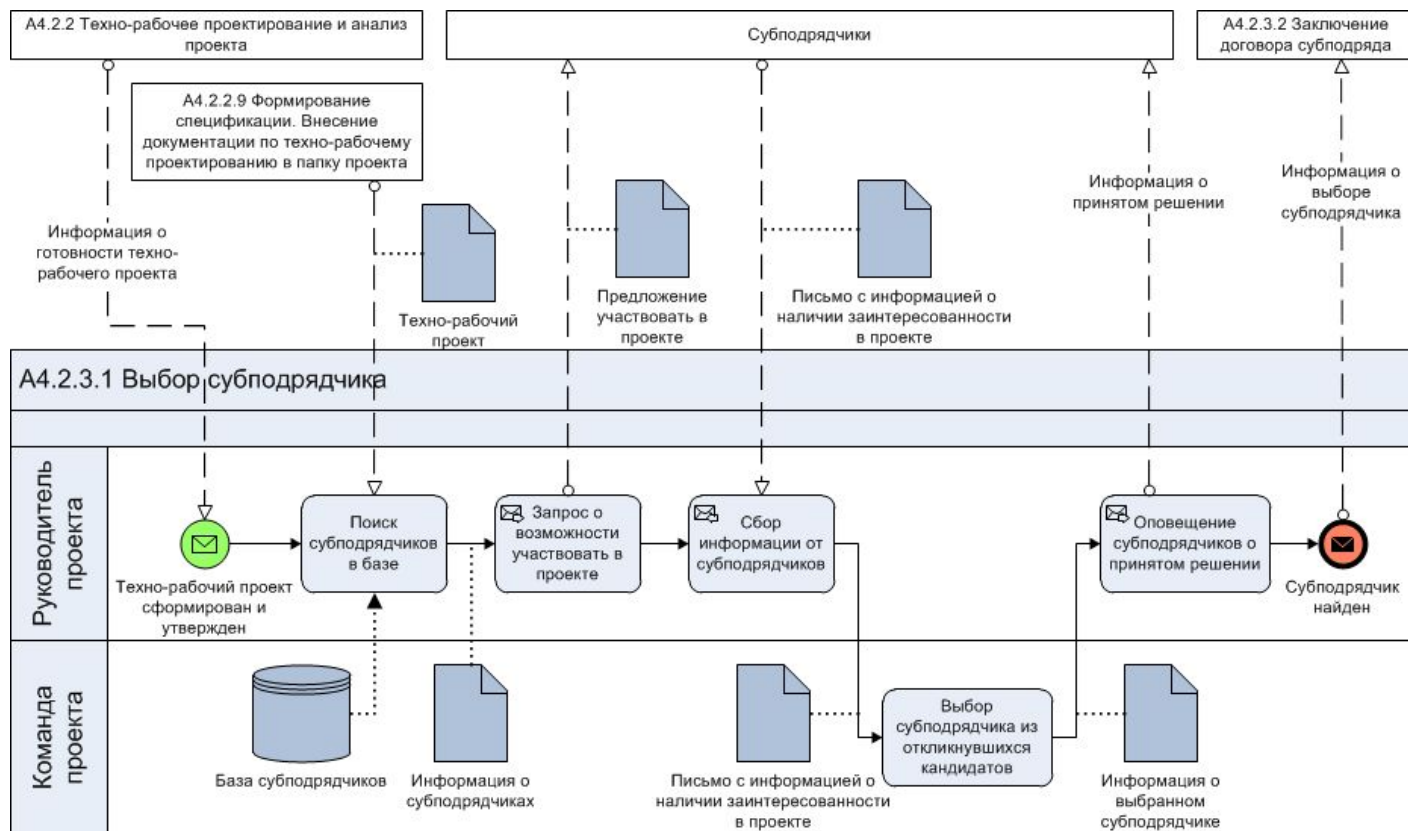 А4.2.2 Техно-рабочее проектирование и анализ
проекта
Субподрядчики
А4.2.3.2 Заключение
договора субподряда
А4.2.2.9 Формирование
спецификации. Внесение
документации по техно-рабочему
проектированию в папку проекта
Информация о
готовности техно-
рабочего проекта
Техно-рабочий
проект
Предложение
участвовать в
проекте
Письмо с информацией о
наличии заинтересованности
в проекте
Информация о
принятом решении
Информация о
выборе
субподрядчика
А4.2.3.1 Выбор субподрядчика
Руководитель
проекта
Техно-рабочий проект
сформирован и
утвержден
Поиск
субподрядчиков
в базе
Запрос о
возможности
участвовать в
проекте
Сбор
информации от
субподрядчиков
Оповещение
субподрядчиков о
принятом решении
Субподрядчик
найден
Команда
проекта
База субподрядчиков
Информация о
субподрядчиках
Письмо с информацией о
наличии заинтересованности
в проекте
Выбор
субподрядчика из
откликнувшихся
кандидатов
Информация о
выбранном
субподрядчике